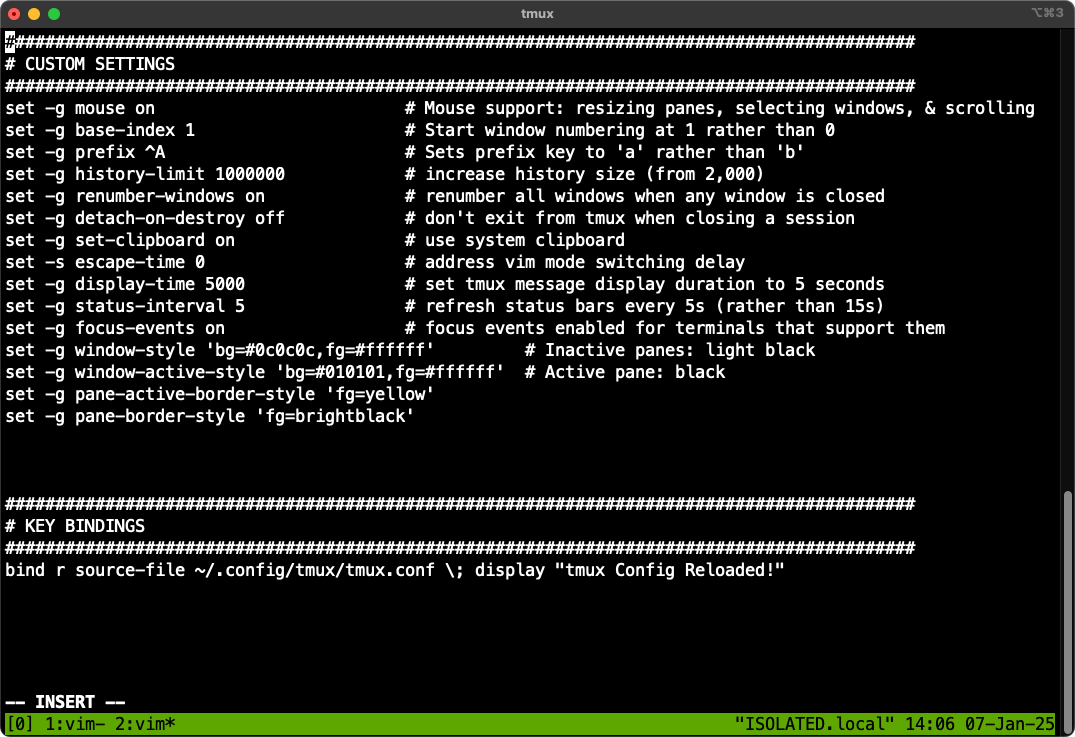 tmux
⌥⌘3
###########################################################################################
# CUSTOM SETTINGS
###########################################################################################
set -g mouse on                         # Mouse support: resizing panes, selecting windows, & scrolling
set -g base-index 1                     # Start window numbering at 1 rather than 0
set -g prefix ^A                        # Sets prefix key to 'a' rather than 'b'
set -g history-limit 1000000            # increase history size (from 2,000)
set -g renumber-windows on              # renumber all windows when any window is closed
set -g detach-on-destroy off            # don't exit from tmux when closing a session
set -g set-clipboard on                 # use system clipboard
set -s escape-time 0                    # address vim mode switching delay
set -g display-time 5000                # set tmux message display duration to 5 seconds
set -g status-interval 5                # refresh status bars every 5s (rather than 15s)
set -g focus-events on                  # focus events enabled for terminals that support them
set -g window-style 'bg=#0c0c0c,fg=#ffffff'         # Inactive panes: light black
set -g window-active-style 'bg=#010101,fg=#ffffff'  # Active pane: black
set -g pane-active-border-style 'fg=yellow'
set -g pane-border-style 'fg=brightblack'
###########################################################################################
# KEY BINDINGS
###########################################################################################
bind r source-file ~/.config/tmux/tmux.conf \; display "tmux Config Reloaded!"
-- INSERT --
[0] 1:vim- 2:vim*                                                        "ISOLATED.local" 14:06 07-Jan-25